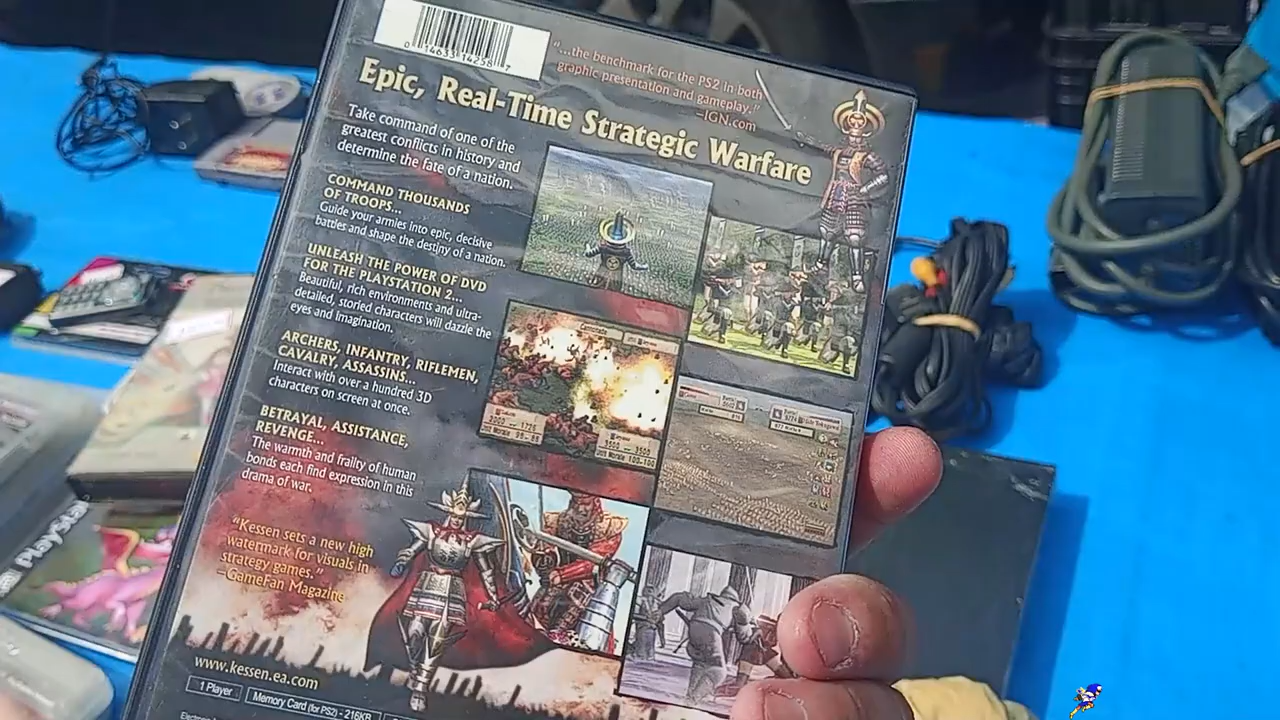 0 14633 14258 7
"...the benchmark for the PS2 in both
graphic presentation and gameplay."
–IGN.com
Epic, Real-Time Strategic Warfare
Take command of one of the
greatest conflicts in history and
determine the fate of a nation.
COMMAND THOUSANDS
OF TROOPS...
Guide your armies into epic, decisive
battles and shape the destiny of a nation.
UNLEASH THE POWER OF DVD
FOR THE PLAYSTATION 2...
Beautiful, rich environments and ultra-
detailed, storied characters will dazzle the
eyes and imagination.
ARCHERS, INFANTRY, RIFLEMEN,
CAVALRY, ASSASSINS...
Interact with over a hundred 3D
characters on screen at once.
BETRAYAL, ASSISTANCE,
REVENGE...
The warmth and frailty of human
bonds each find expression in this
drama of war.
"Kessen sets a new high
watermark for visuals in
strategy games."
–GameFan Magazine
www.kessen.ea.com
1 Player
Memory Card (for PS2) - 216KB
PlayStat